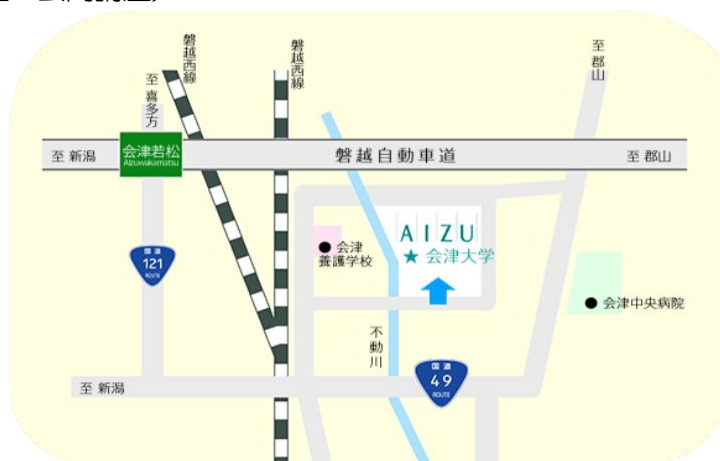 磐越西線
磐越西線
至 郡山
至 喜多方
至 新潟
会津若松
Aizuwakamatsu
磐越自動車道
至 郡山
AIZU
★ 会津大学
● 会津
養護学校
国道
121
ROUTE
● 会津中央病院
不動川
国道
49
ROUTE
至 新潟